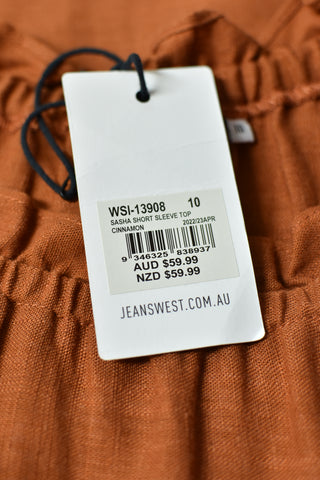 WSI-13908 10
SASHA SHORT SLEEVE TOP
2022/23APR
CINNAMON
9 346325 838937
AUD $59.99
NZD $59.99
JEANSWEST.COM.AU